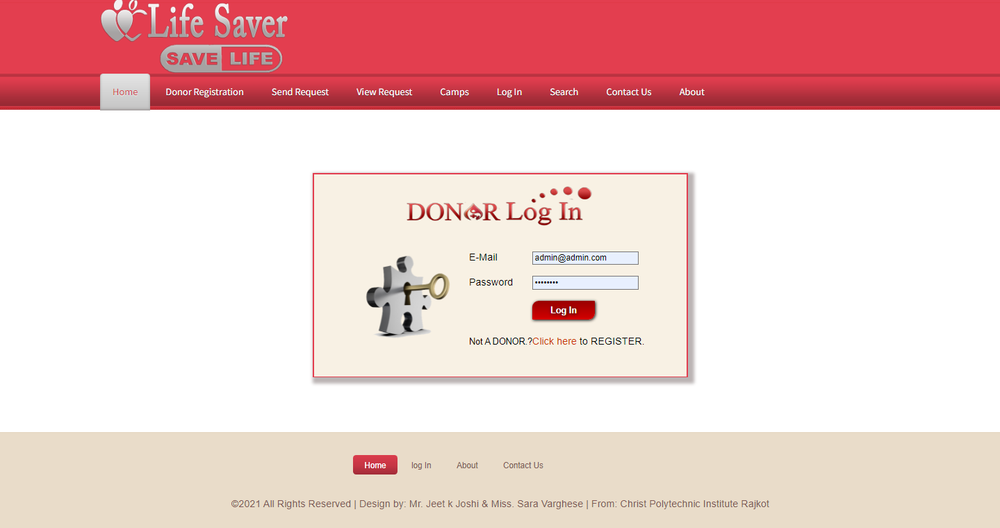 Life Saver
SAVE LIFE
Home Donor Registration Send Request View Request Camps Log In Search Contact Us About
DONOR Log In
E-Mail admin@admin.com
Password ••••••••
Log In
Not A DONOR.?Click here to REGISTER.
Home log In About Contact Us
©2021 All Rights Reserved | Design by: Mr. Jeet k Joshi & Miss. Sara Varghese | From: Christ Polytechnic Institute Rajkot